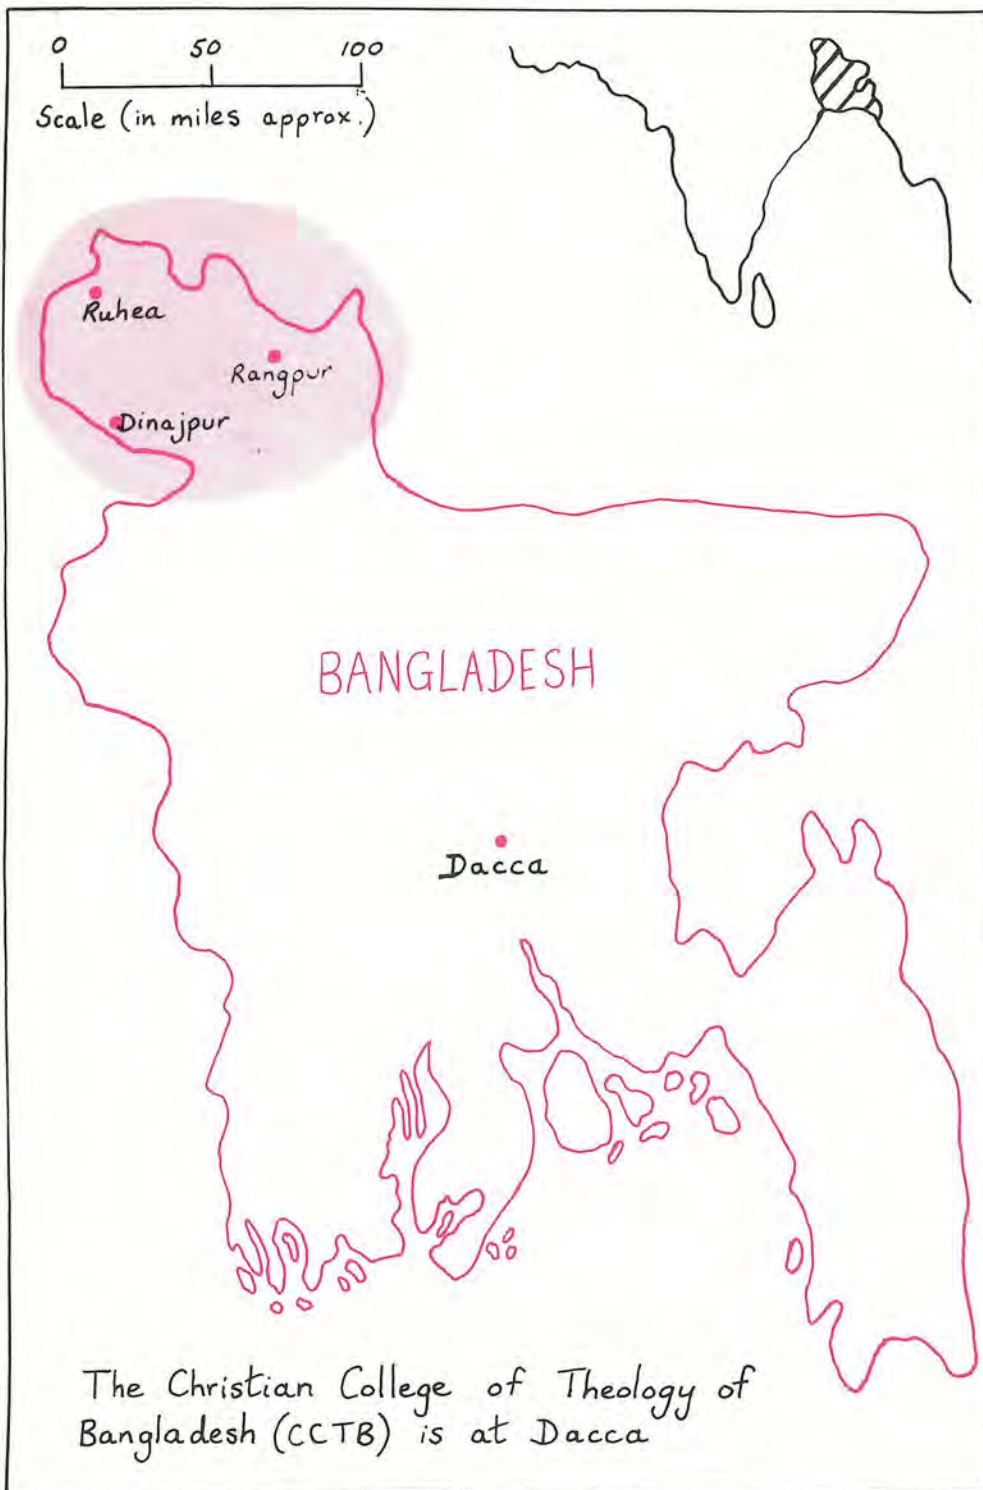 0 50 100
Scale (in miles approx.)
Ruhea
Rangpur
Dinajpur
BANGLADESH
Dacca
The Christian College of Theology of
Bangladesh (CCTB) is at Dacca